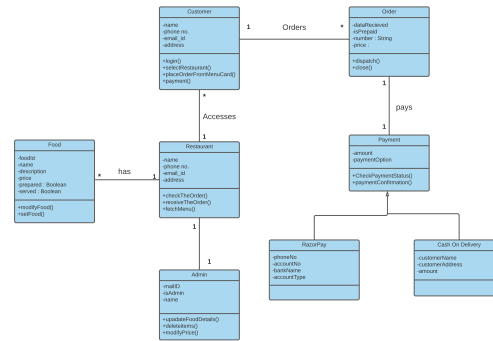 Customer
-name
-phone no.
-email_id
-address
+login()
+selectRestaurant()
+placeOrderFromMenuCard()
+payment()
1
Orders
*
Order
-dataRecieved
-isPrepaid
-number : String
-price :
+dispatch()
+close()
*
Accesses
1
1
pays
1
Food
-foodId
-name
-description
-price
-prepared : Boolean
-served : Boolean
+modifyFood()
+setFood()
*
has
1
Restaurant
-name
-phone no.
-email_id
-address
+checkTheOrder()
+receiveTheOrder()
+fetchMenu()
Payment
-amount
-paymentOption
+CheckPaymentStatus()
+paymentConfirmation()
1
1
Admin
-mailID
-isAdmin
-name
+upadateFoodDetails()
+deleteitems()
+modifyPrice()
RazorPay
-phoneNo
-accountNo
-bankName
-accountType
Cash On Delivery
-customerName
-customerAddress
-amount